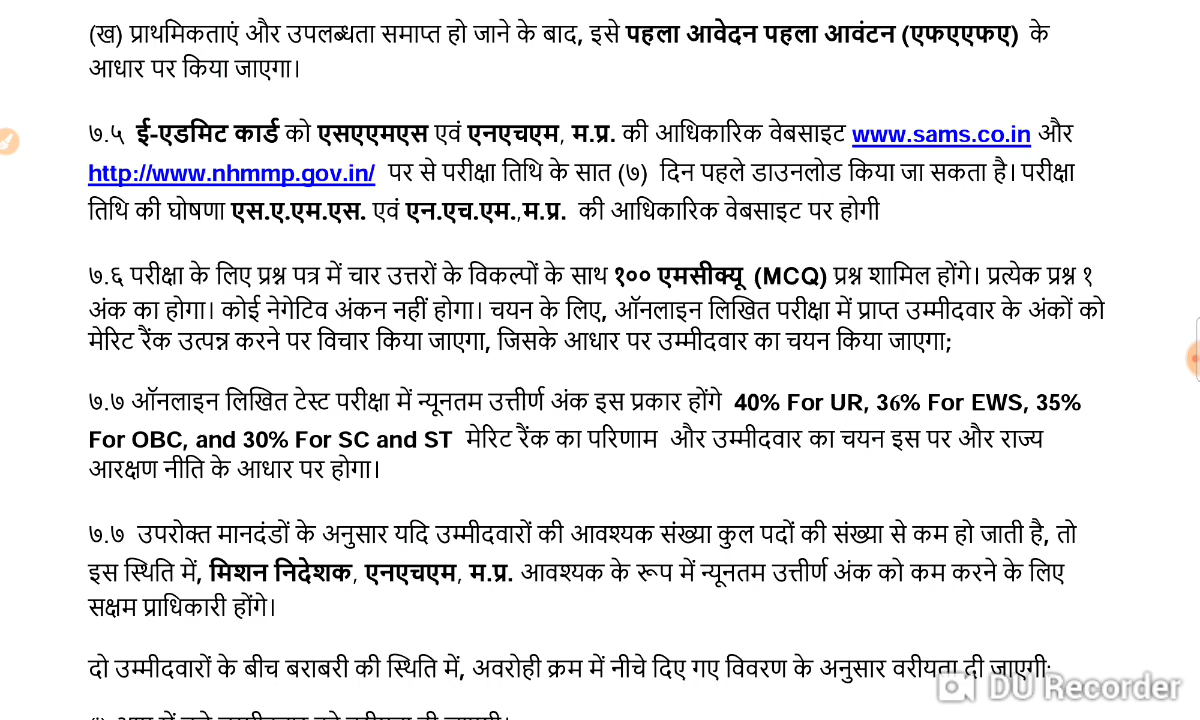 (ख) प्राथमिकताएं और उपलब्धता समाप्त हो जाने के बाद, इसे पहला आवेदन पहला आवंटन (एफएएफए) के
आधार पर किया जाएगा।
७.५ ई-एडमिट कार्ड को एसएएमएस एवं एनएचएम, म.प्र. की आधिकारिक वेबसाइट www.sams.co.in और
http://www.nhmmp.gov.in/ पर से परीक्षा तिथि के सात (७) दिन पहले डाउनलोड किया जा सकता है। परीक्षा
तिथि की घोषणा एस.ए.एम.एस. एवं एन.एच.एम.,म.प्र. की आधिकारिक वेबसाइट पर होगी
७.६ परीक्षा के लिए प्रश्न पत्र में चार उत्तरों के विकल्पों के साथ १०० एमसीक्यू (MCQ) प्रश्न शामिल होंगे। प्रत्येक प्रश्न १
अंक का होगा। कोई नेगेटिव अंकन नहीं होगा। चयन के लिए, ऑनलाइन लिखित परीक्षा में प्राप्त उम्मीदवार के अंकों को
मेरिट रैंक उत्पन्न करने पर विचार किया जाएगा, जिसके आधार पर उम्मीदवार का चयन किया जाएगा;
७.७ ऑनलाइन लिखित टेस्ट परीक्षा में न्यूनतम उत्तीर्ण अंक इस प्रकार होंगे 40% For UR, 36% For EWS, 35%
For OBC, and 30% For SC and ST मेरिट रैंक का परिणाम और उम्मीदवार का चयन इस पर और राज्य
आरक्षण नीति के आधार पर होगा।
७.७ उपरोक्त मानदंडों के अनुसार यदि उम्मीदवारों की आवश्यक संख्या कुल पदों की संख्या से कम हो जाती है, तो
इस स्थिति में, मिशन निदेशक, एनएचएम, म.प्र. आवश्यक के रूप में न्यूनतम उत्तीर्ण अंक को कम करने के लिए
सक्षम प्राधिकारी होंगे।
दो उम्मीदवारों के बीच बराबरी की स्थिति में, अवरोही क्रम में नीचे दिए गए विवरण के अनुसार वरीयता दी जाएगी:
DU Recorder